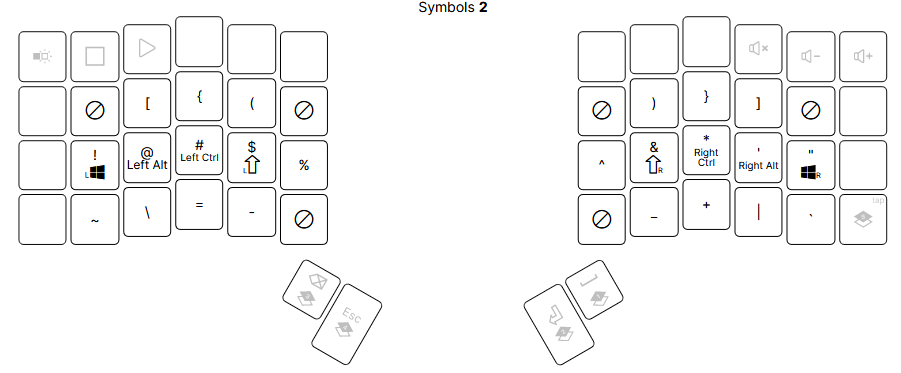 Symbols 2
[ { (
) } ]
! @ # $ %
^ & * ' "
L Left Alt Left Ctrl L
R Right Ctrl Right Alt R
~ \ = -
_ + | `
tap
Esc